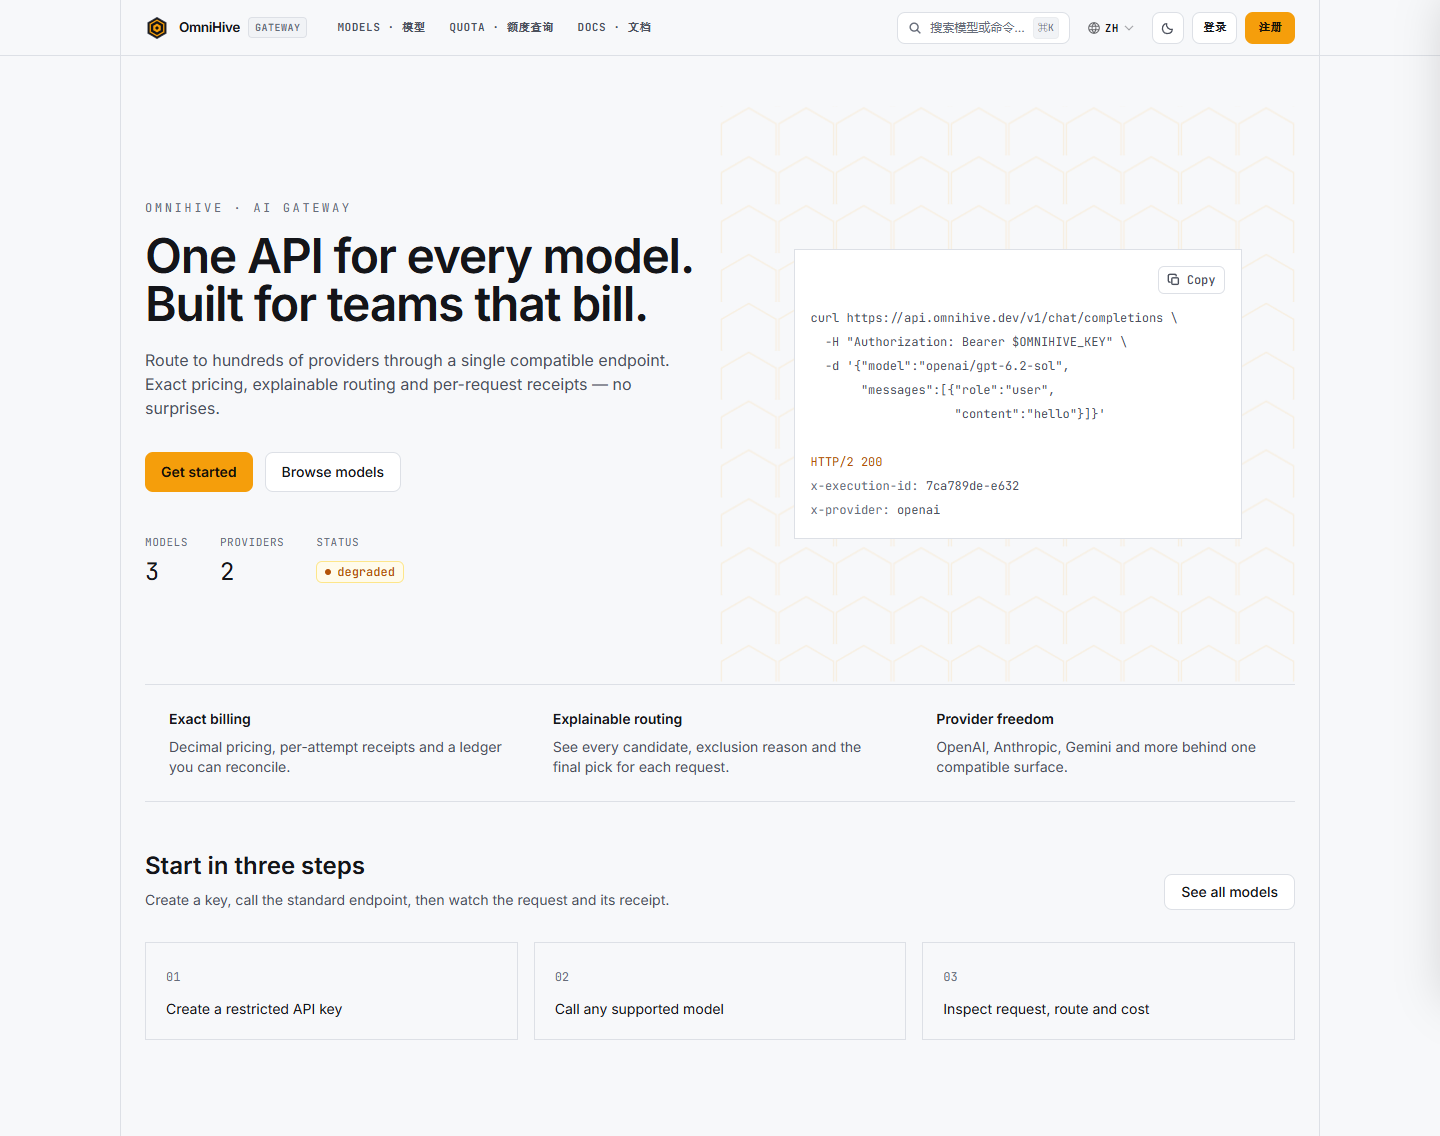 OmniHive GATEWAY MODELS · 模型 QUOTA · 额度查询 DOCS · 文档 搜索模型或命令... ⌘K ZH 登录 注册
OMNIHIVE · AI GATEWAY
One API for every model.
Built for teams that bill.
Route to hundreds of providers through a single compatible endpoint.
Exact pricing, explainable routing and per-request receipts — no
surprises.
Get started Browse models
MODELS PROVIDERS STATUS
3 2 degraded
Copy
curl https://api.omnihive.dev/v1/chat/completions \
-H "Authorization: Bearer $OMNIHIVE_KEY" \
-d '{"model":"openai/gpt-6.2-sol",
"messages":[{"role":"user",
"content":"hello"}]}'
HTTP/2 200
x-execution-id: 7ca789de-e632
x-provider: openai
Exact billing
Decimal pricing, per-attempt receipts and a ledger
you can reconcile.
Explainable routing
See every candidate, exclusion reason and the
final pick for each request.
Provider freedom
OpenAI, Anthropic, Gemini and more behind one
compatible surface.
Start in three steps
Create a key, call the standard endpoint, then watch the request and its receipt.
See all models
01
Create a restricted API key
02
Call any supported model
03
Inspect request, route and cost